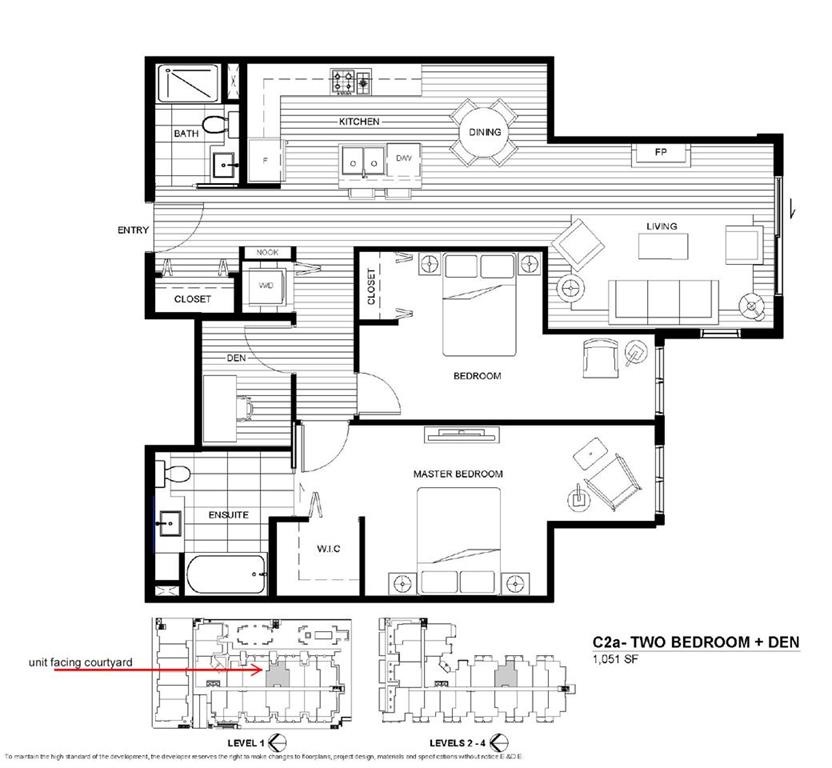 BATH
KITCHEN
DINING
F
DW
FP
ENTRY
LIVING
NOOK
W/D
CLOSET
CLOSET
DEN
BEDROOM
MASTER BEDROOM
ENSUITE
W.I.C
C2a- TWO BEDROOM + DEN
1,051 SF
unit facing courtyard
LEVEL 1
LEVELS 2 - 4
To maintain the high standard of the development, the developer reserves the right to make changes to floorplans, project design, materials and specifications without notice E &O E